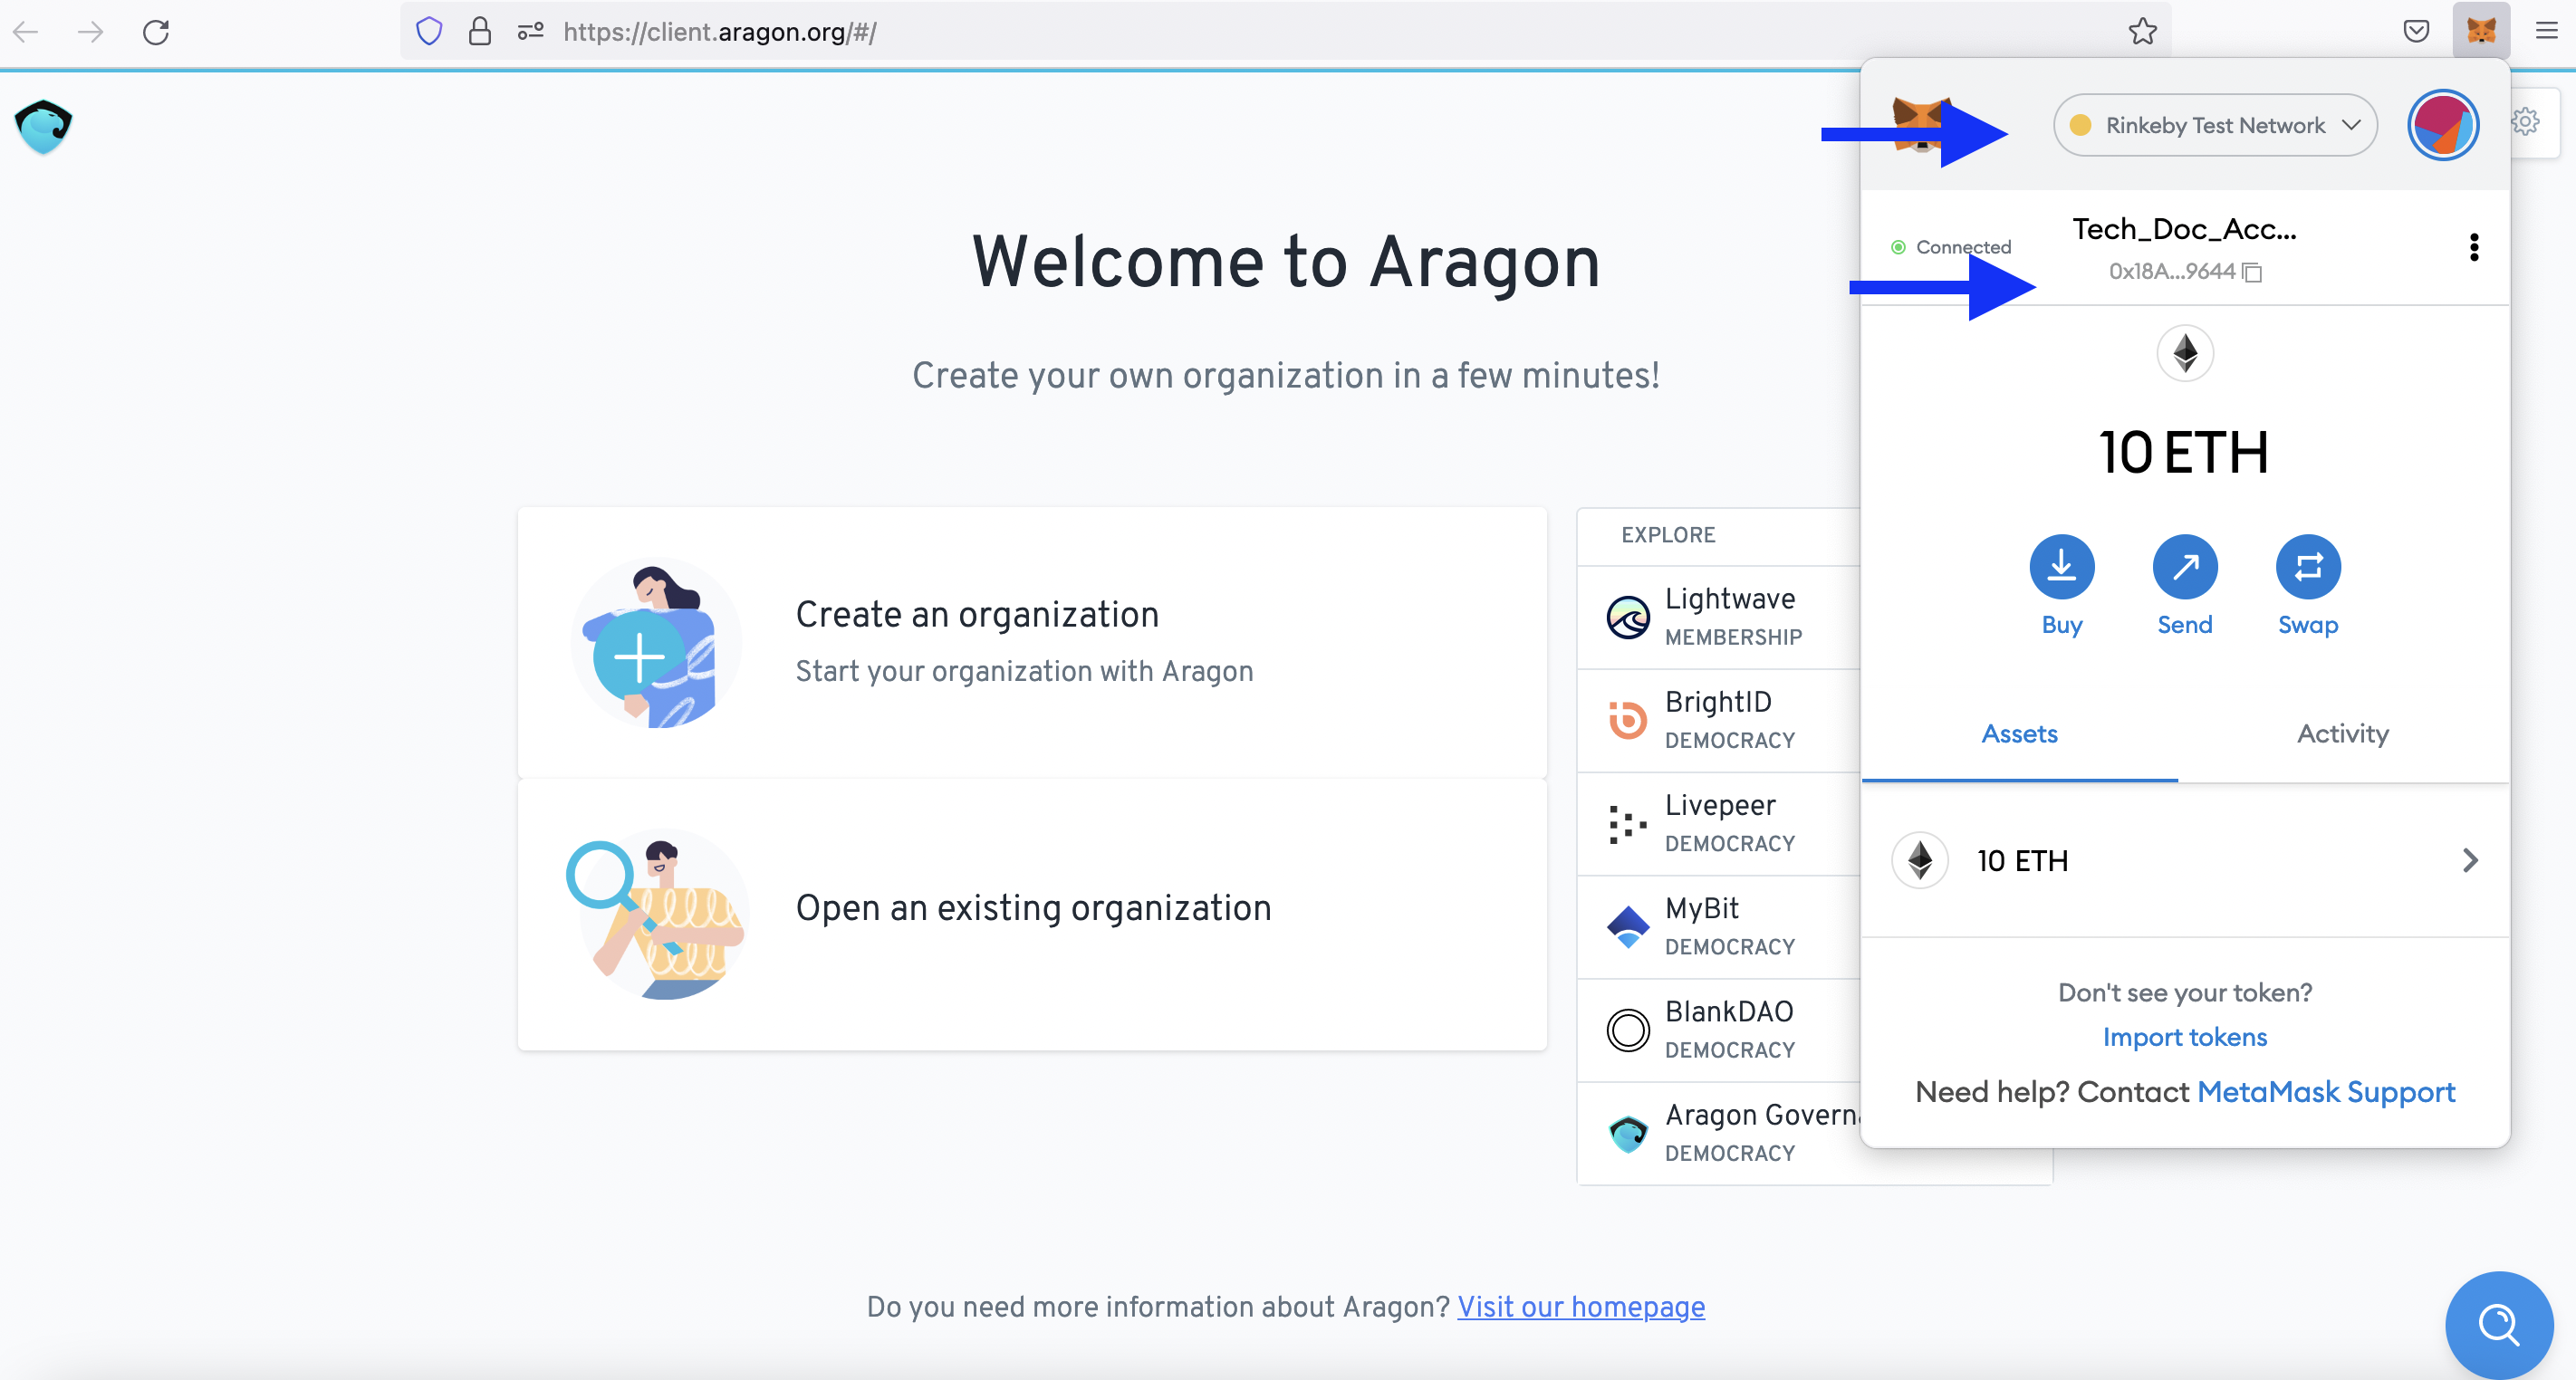 https://client.aragon.org/#/
Rinkeby Test Network
Connected
Tech_Doc_Acc...
0x18A...9644
10 ETH
Buy
Send
Swap
Assets
Activity
10 ETH
Don't see your token?
Import tokens
Need help? Contact MetaMask Support
Welcome to Aragon
Create your own organization in a few minutes!
Create an organization
Start your organization with Aragon
Open an existing organization
EXPLORE
Lightwave
MEMBERSHIP
BrightID
DEMOCRACY
Livepeer
DEMOCRACY
MyBit
DEMOCRACY
BlankDAO
DEMOCRACY
Aragon Govern
DEMOCRACY
Do you need more information about Aragon? Visit our homepage